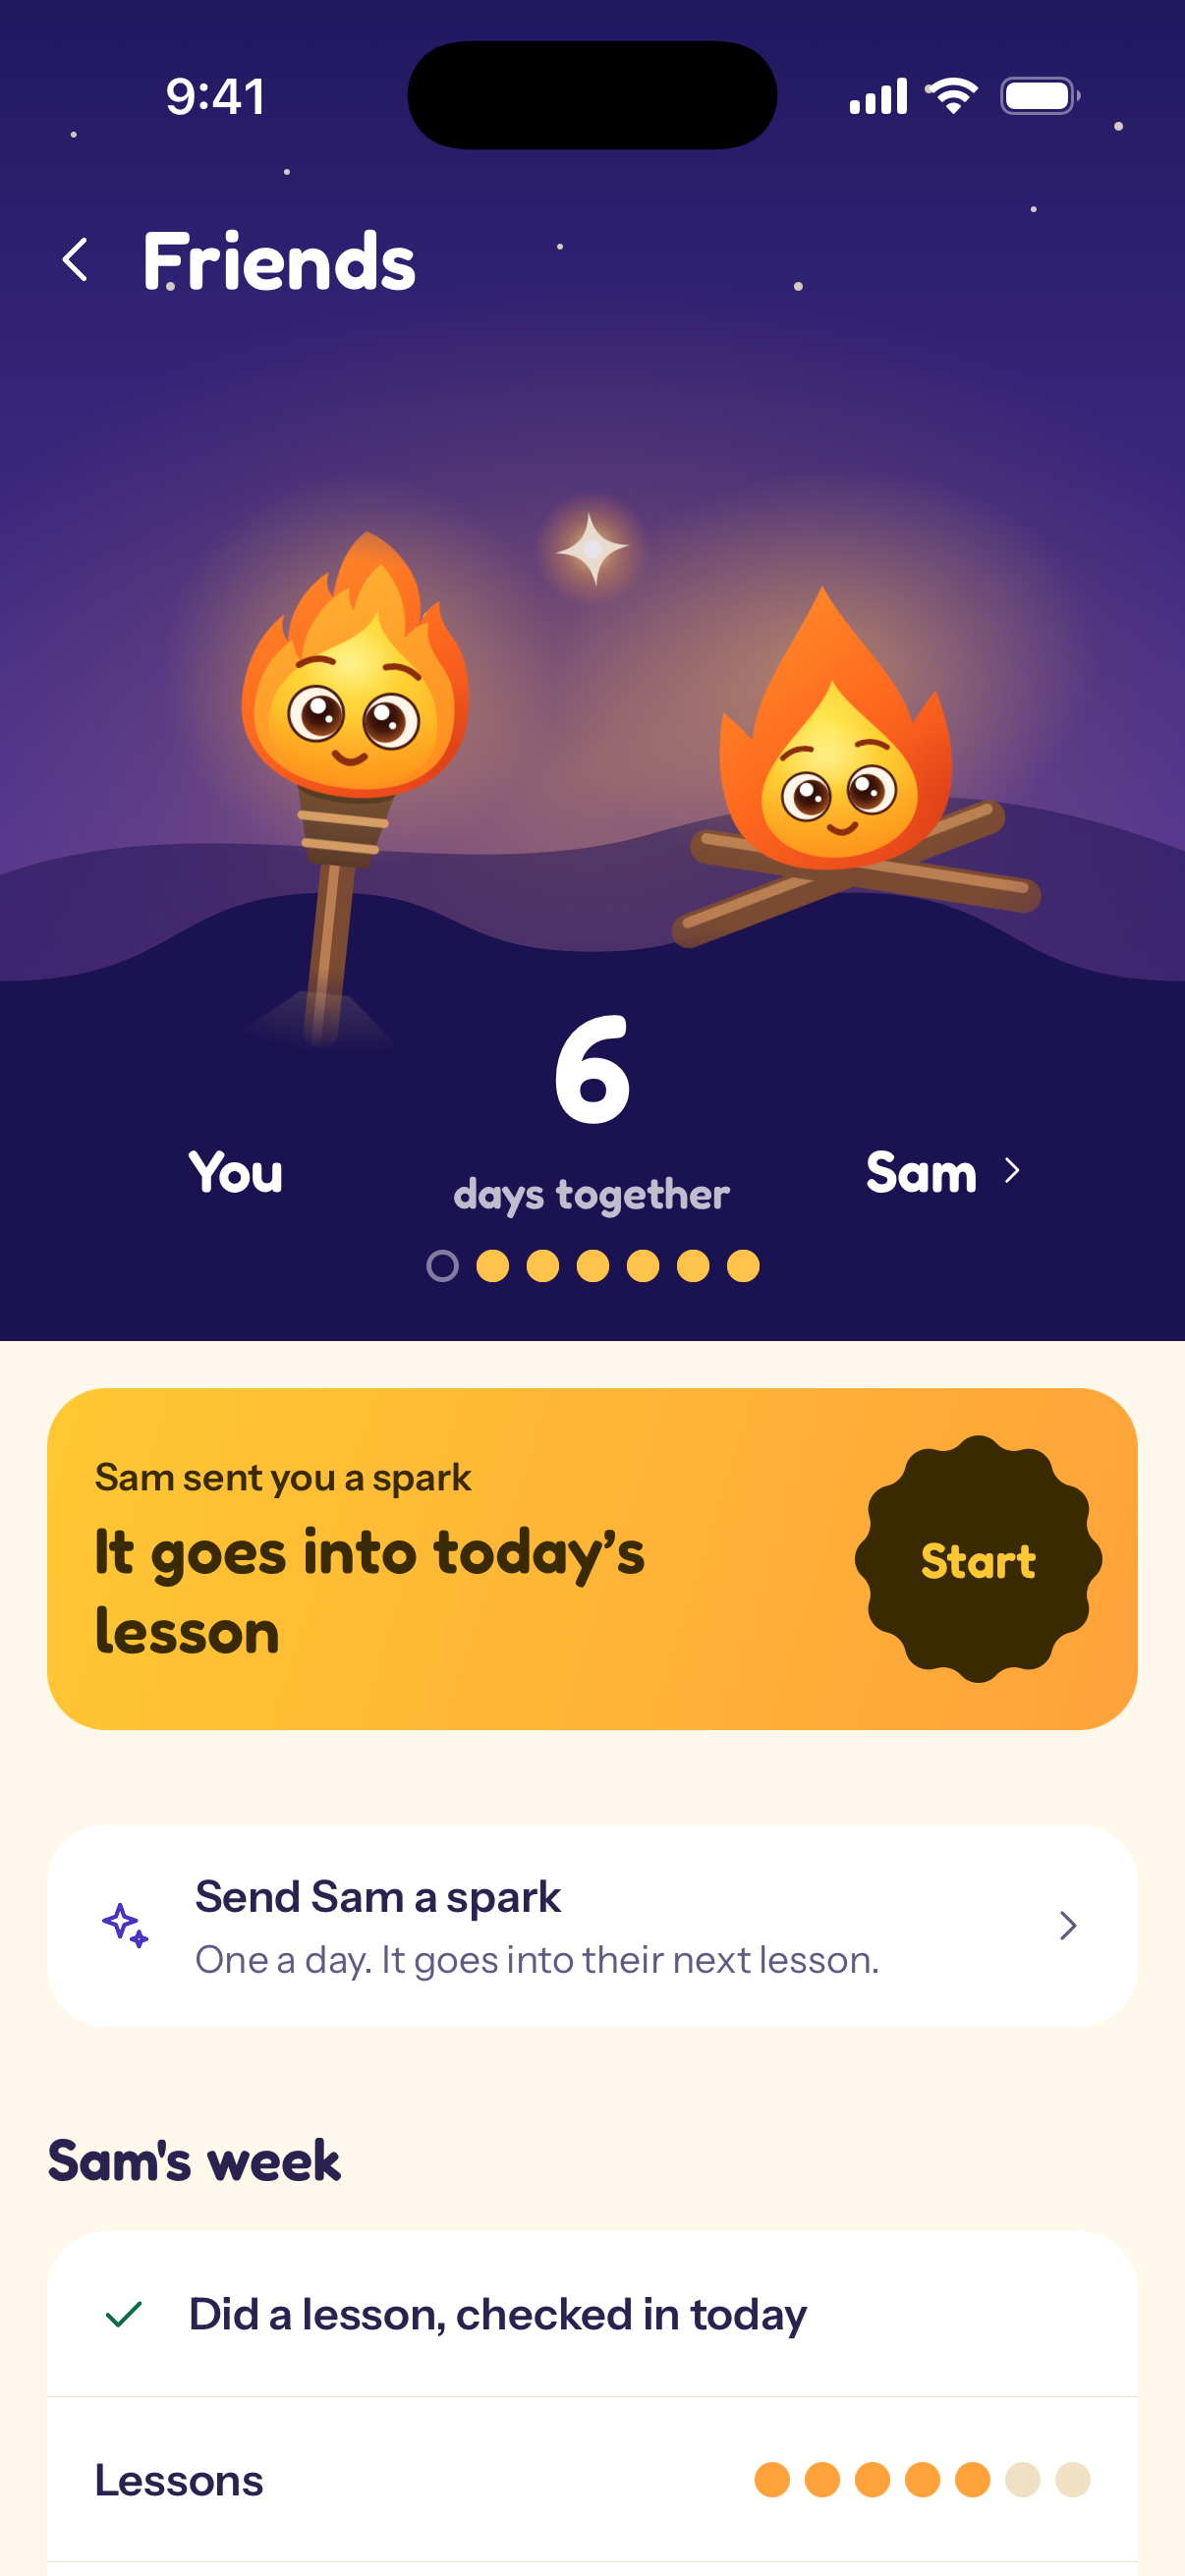 9:41
Friends
6
You
days together
Sam
Sam sent you a spark
It goes into today’s
lesson
Start
Send Sam a spark
One a day. It goes into their next lesson.
Sam's week
Did a lesson, checked in today
Lessons